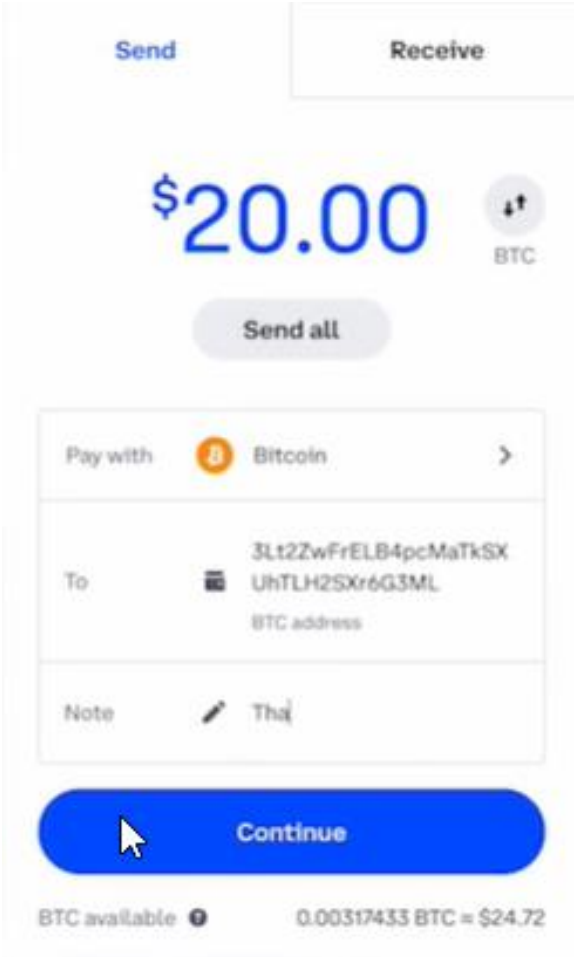 Send
Receive
$20.00
BTC
Send all
Pay with Bitcoin
To 3Lt2ZwFrELB4pcMaTkSX
UhTLH2SXr6G3ML
BTC address
Note Tha
Continue
BTC available ? 0.00317433 BTC ≈ $24.72